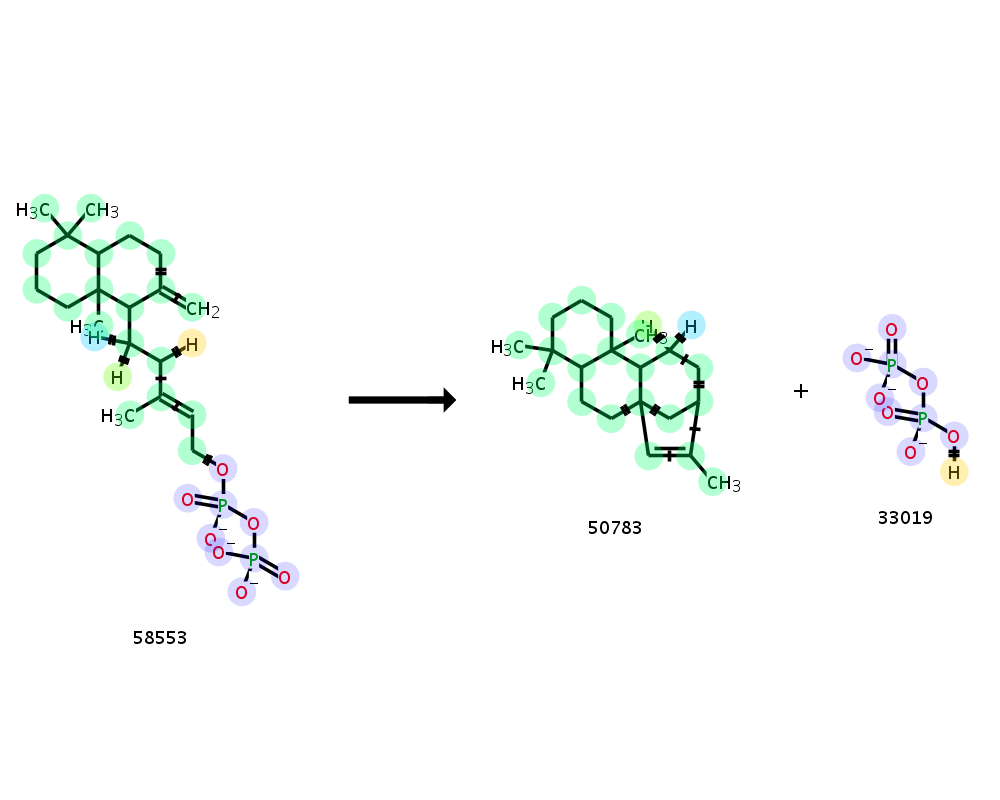 H3C CH3
CH2
H3C
H H
H
H3C
O
O P O
O− O− P O
O−
58553
H3C
H3C
CH3
H H
CH3
50783
+
O
O− P O
O− O P O
O− H
33019